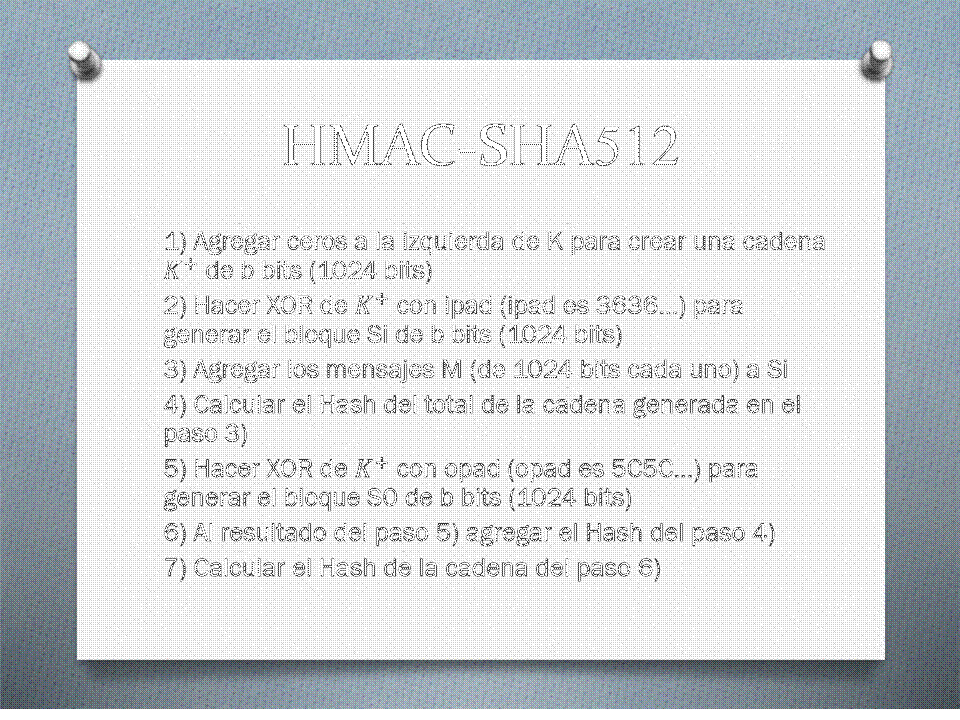 HMAC-SHA512
1) Agregar ceros a la izquierda de K para crear una cadena
K⁺ de b bits (1024 bits)
2) Hacer XOR de K⁺ con ipad (ipad es 3636...) para
generar el bloque Si de b bits (1024 bits)
3) Agregar los mensajes M (de 1024 bits cada uno) a Si
4) Calcular el Hash del total de la cadena generada en el
paso 3)
5) Hacer XOR de K⁺ con opad (opad es 5C5C...) para
generar el bloque S0 de b bits (1024 bits)
6) Al resultado del paso 5) agregar el Hash del paso 4)
7) Calcular el Hash de la cadena del paso 6)